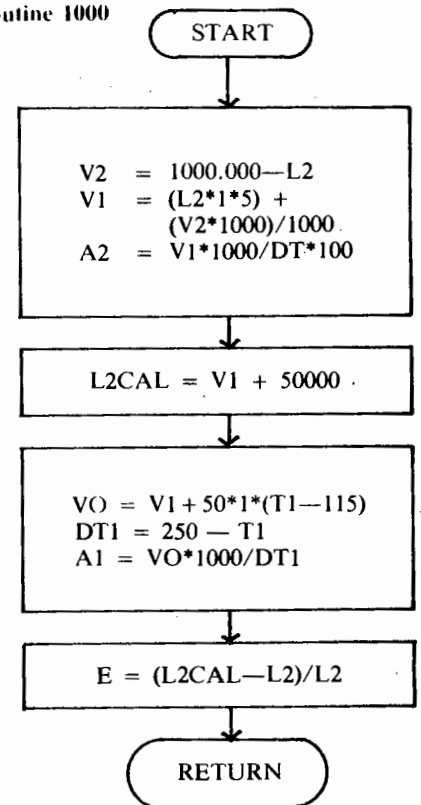 utine 1000
START
V2 = 1000.000—L2
V1 = (L2*1*5) +
(V2*1000)/1000
A2 = V1*1000/DT*100
L2CAL = V1 + 50000
VO = V1+50*1*(T1—115)
DT1 = 250 — T1
A1 = VO*1000/DT1
E = (L2CAL—L2)/L2
RETURN